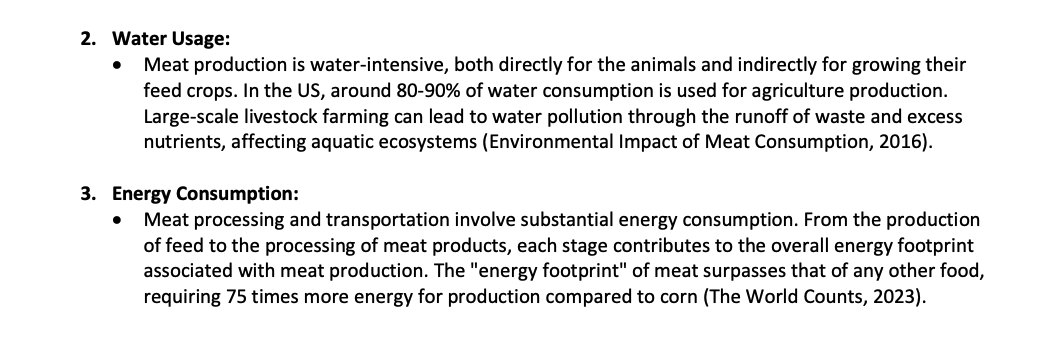 2. Water Usage:
• Meat production is water-intensive, both directly for the animals and indirectly for growing their
feed crops. In the US, around 80-90% of water consumption is used for agriculture production.
Large-scale livestock farming can lead to water pollution through the runoff of waste and excess
nutrients, affecting aquatic ecosystems (Environmental Impact of Meat Consumption, 2016).
3. Energy Consumption:
• Meat processing and transportation involve substantial energy consumption. From the production
of feed to the processing of meat products, each stage contributes to the overall energy footprint
associated with meat production. The "energy footprint" of meat surpasses that of any other food,
requiring 75 times more energy for production compared to corn (The World Counts, 2023).